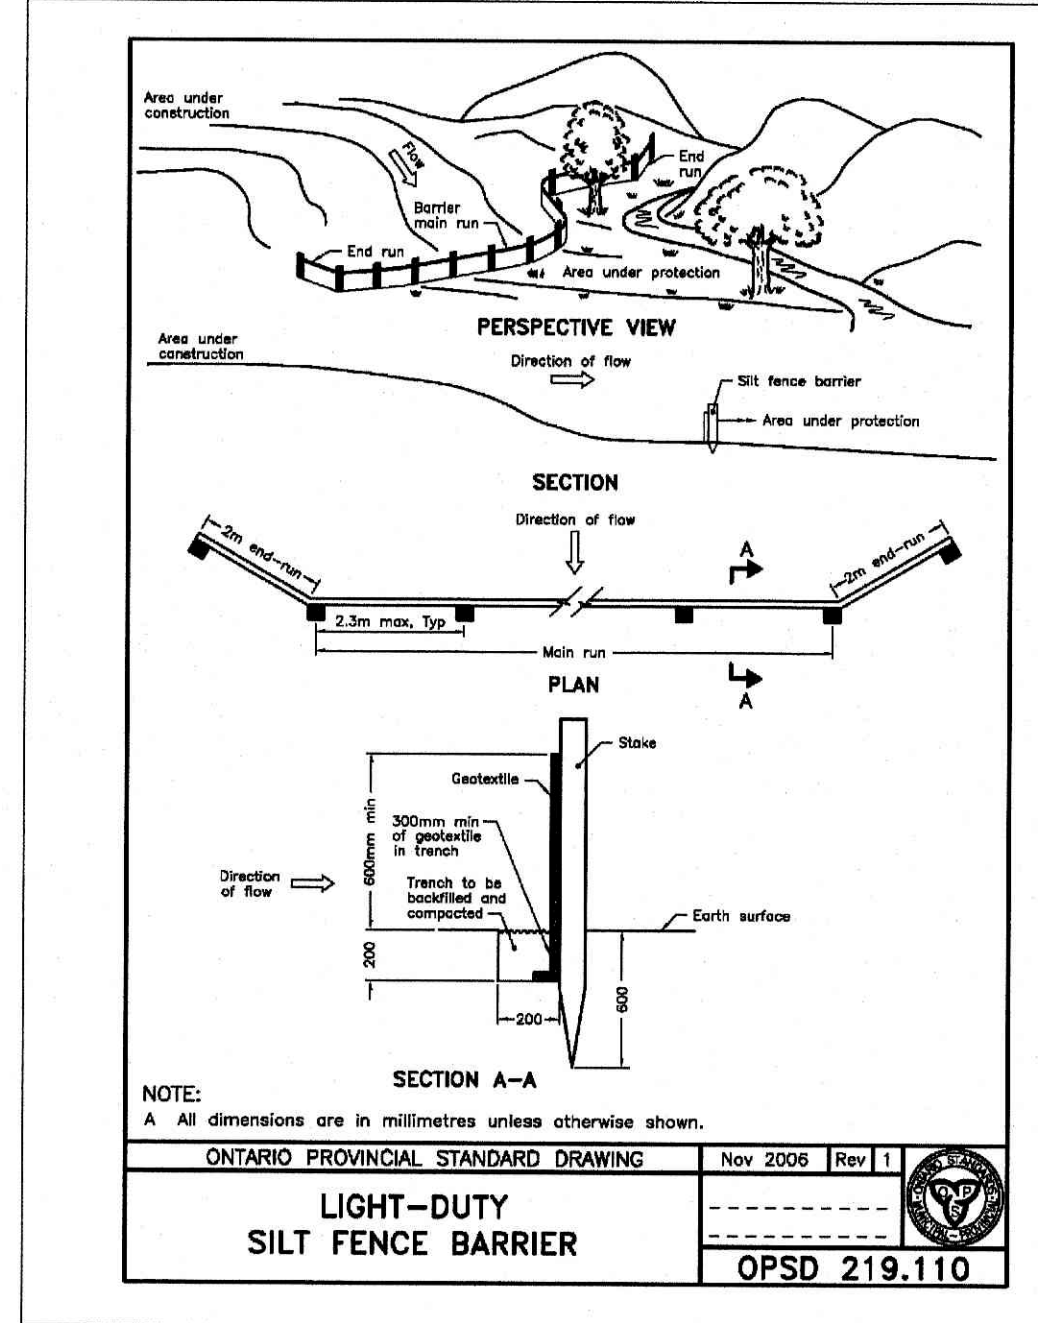 Area under
construction
Flow
End
run
Barrier
main run
End run
Area under protection
PERSPECTIVE VIEW
Area under
construction
Direction of flow
Silt fence barrier
Area under protection
SECTION
Direction of flow
2m end-run
A
2m end-run
2.3m max, Typ
Main run
PLAN
A
Stake
Geotextile
600mm min
300mm min
of geotextile
in trench
Direction
of flow
Trench to be
backfilled and
compacted
Earth surface
200
600
200
SECTION A-A
NOTE:
A All dimensions are in millimetres unless otherwise shown.
ONTARIO PROVINCIAL STANDARD DRAWING
Nov 2006 Rev 1
LIGHT-DUTY
SILT FENCE BARRIER
ONTARIO STANDARDS
MUNICIPAL-PROVINCIAL
O P
S
OPSD 219.110